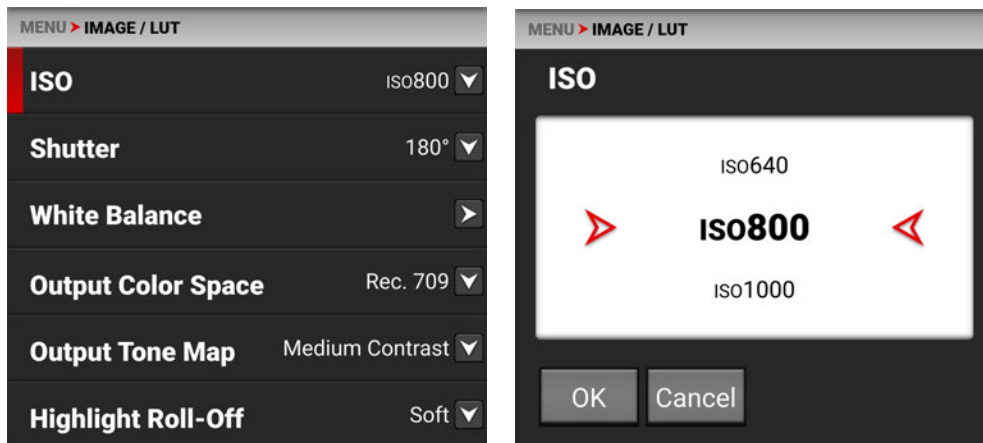 MENU > IMAGE / LUT
ISO ISO800
Shutter 180°
White Balance
Output Color Space Rec. 709
Output Tone Map Medium Contrast
Highlight Roll-Off Soft
MENU > IMAGE / LUT
ISO
ISO640
ISO800
ISO1000
OK Cancel